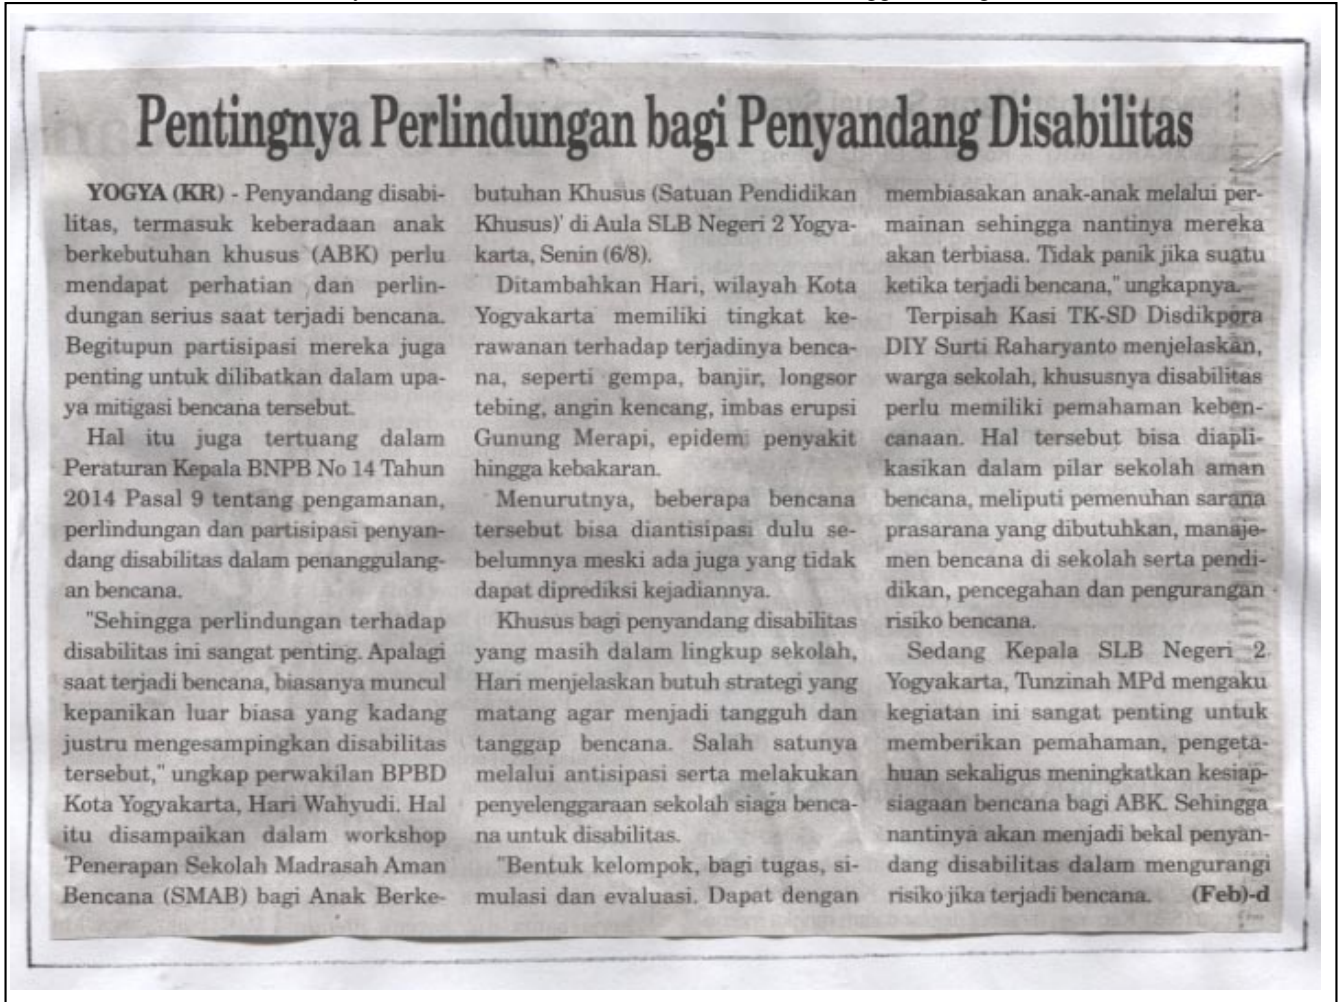 Pentingnya Perlindungan bagi Penyandang Disabilitas
YOGYA (KR) - Penyandang disabi-
litas, termasuk keberadaan anak
berkebutuhan khusus (ABK) perlu
mendapat perhatian dan perlin-
dungan serius saat terjadi bencana.
Begitupun partisipasi mereka juga
penting untuk dilibatkan dalam upa-
ya mitigasi bencana tersebut.
Hal itu juga tertuang dalam
Peraturan Kepala BNPB No 14 Tahun
2014 Pasal 9 tentang pengamanan,
perlindungan dan partisipasi penyan-
dang disabilitas dalam penanggulang-
an bencana.
"Sehingga perlindungan terhadap
disabilitas ini sangat penting. Apalagi
saat terjadi bencana, biasanya muncul
kepanikan luar biasa yang kadang
justru mengesampingkan disabilitas
tersebut," ungkap perwakilan BPBD
Kota Yogyakarta, Hari Wahyudi. Hal
itu disampaikan dalam workshop
'Penerapan Sekolah Madrasah Aman
Bencana (SMAB) bagi Anak Berke-
butuhan Khusus (Satuan Pendidikan
Khusus)' di Aula SLB Negeri 2 Yogya-
karta, Senin (6/8).
Ditambahkan Hari, wilayah Kota
Yogyakarta memiliki tingkat ke-
rawanan terhadap terjadinya benca-
na, seperti gempa, banjir, longsor
tebing, angin kencang, imbas erupsi
Gunung Merapi, epidemi penyakit
hingga kebakaran.
Menurutnya, beberapa bencana
tersebut bisa diantisipasi dulu se-
belumnya meski ada juga yang tidak
dapat diprediksi kejadiannya.
Khusus bagi penyandang disabilitas
yang masih dalam lingkup sekolah,
Hari menjelaskan butuh strategi yang
matang agar menjadi tangguh dan
tanggap bencana. Salah satunya
melalui antisipasi serta melakukan
penyelenggaraan sekolah siaga benca-
na untuk disabilitas.
"Bentuk kelompok, bagi tugas, si-
mulasi dan evaluasi. Dapat dengan
membiasakan anak-anak melalui per-
mainan sehingga nantinya mereka
akan terbiasa. Tidak panik jika suatu
ketika terjadi bencana," ungkapnya.
Terpisah Kasi TK-SD Disdikpora
DIY Surti Raharyanto menjelaskan,
warga sekolah, khususnya disabilitas
perlu memiliki pemahaman keben-
canaan. Hal tersebut bisa diapli-
kasikan dalam pilar sekolah aman
bencana, meliputi pemenuhan sarana
prasarana yang dibutuhkan, manaje-
men bencana di sekolah serta pendi-
dikan, pencegahan dan pengurangan
risiko bencana.
Sedang Kepala SLB Negeri 2
Yogyakarta, Tunzinah MPd mengaku
kegiatan ini sangat penting untuk
memberikan pemahaman, pengeta-
huan sekaligus meningkatkan kesiap-
siagaan bencana bagi ABK. Sehingga
nantinya akan menjadi bekal penyan-
dang disabilitas dalam mengurangi
risiko jika terjadi bencana. (Feb)-d